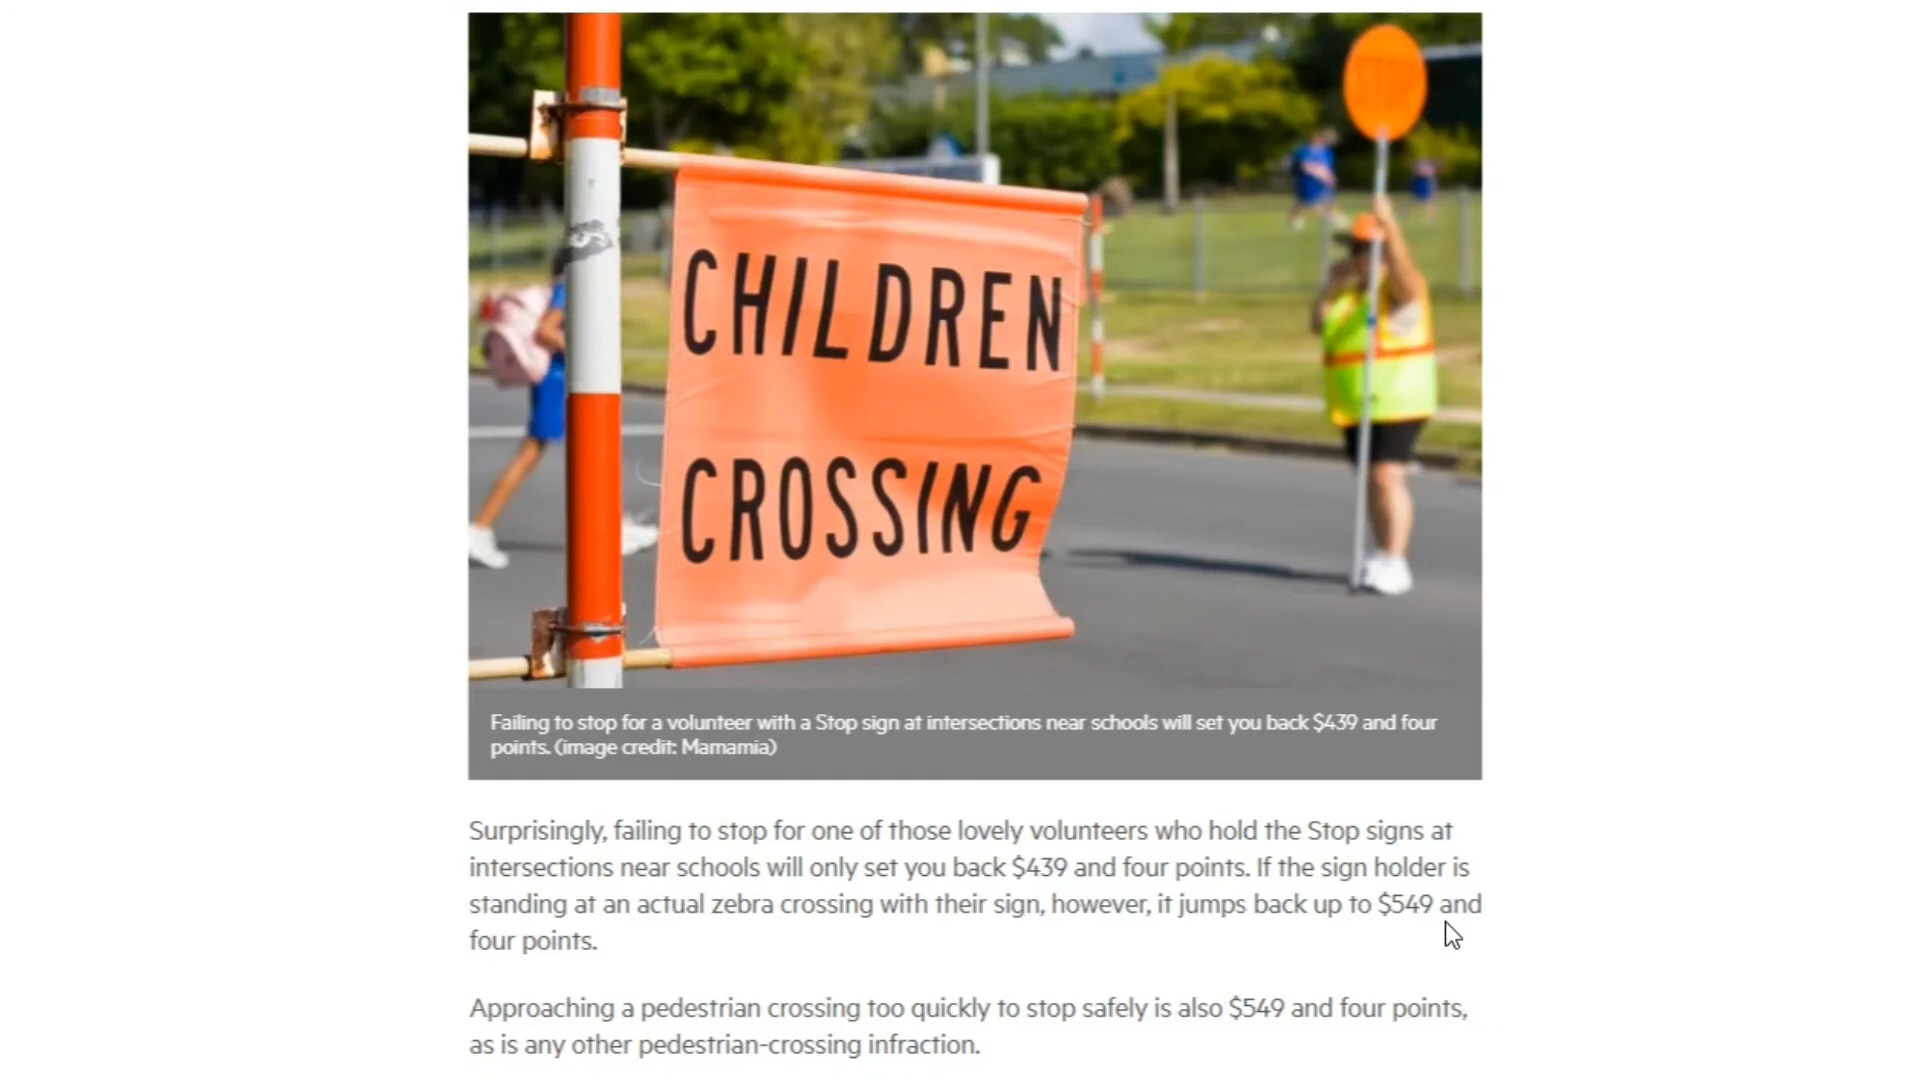 CHILDREN
CROSSING
Failing to stop for a volunteer with a Stop sign at intersections near schools will set you back $439 and four
points. (image credit: Mamamia)
Surprisingly, failing to stop for one of those lovely volunteers who hold the Stop signs at
intersections near schools will only set you back $439 and four points. If the sign holder is
standing at an actual zebra crossing with their sign, however, it jumps back up to $549 and
four points.
Approaching a pedestrian crossing too quickly to stop safely is also $549 and four points,
as is any other pedestrian-crossing infraction.